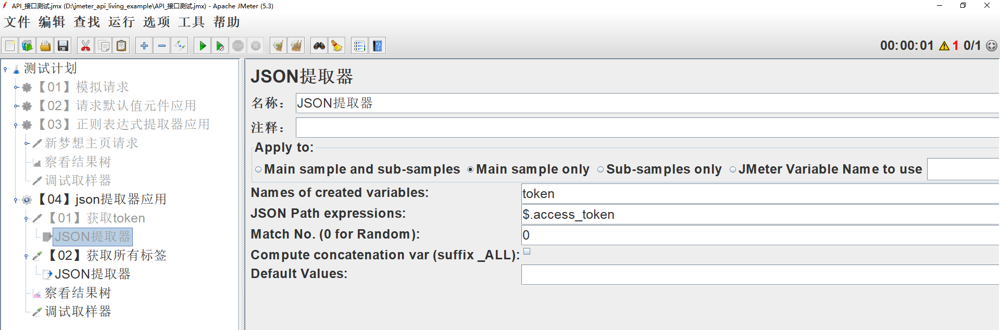 API_接口测试.jmx (D:\jmeter_api_living_example\API_接口测试.jmx) - Apache JMeter (5.3)
文件 编辑 查找 运行 选项 工具 帮助
STOP
00:00:01 1 0/1
测试计划
【01】模拟请求
【02】请求默认值元件应用
【03】正则表达式提取器应用
新梦想主页请求
察看结果树
调试取样器
【04】json提取器应用
【01】获取token
JSON提取器
【02】获取所有标签
JSON提取器
察看结果树
调试取样器
JSON提取器
名称： JSON提取器
注释：
Apply to:
Main sample and sub-samples Main sample only Sub-samples only JMeter Variable Name to use
Names of created variables: token
JSON Path expressions: $.access_token
Match No. (0 for Random): 0
Compute concatenation var (suffix _ALL):
Default Values: